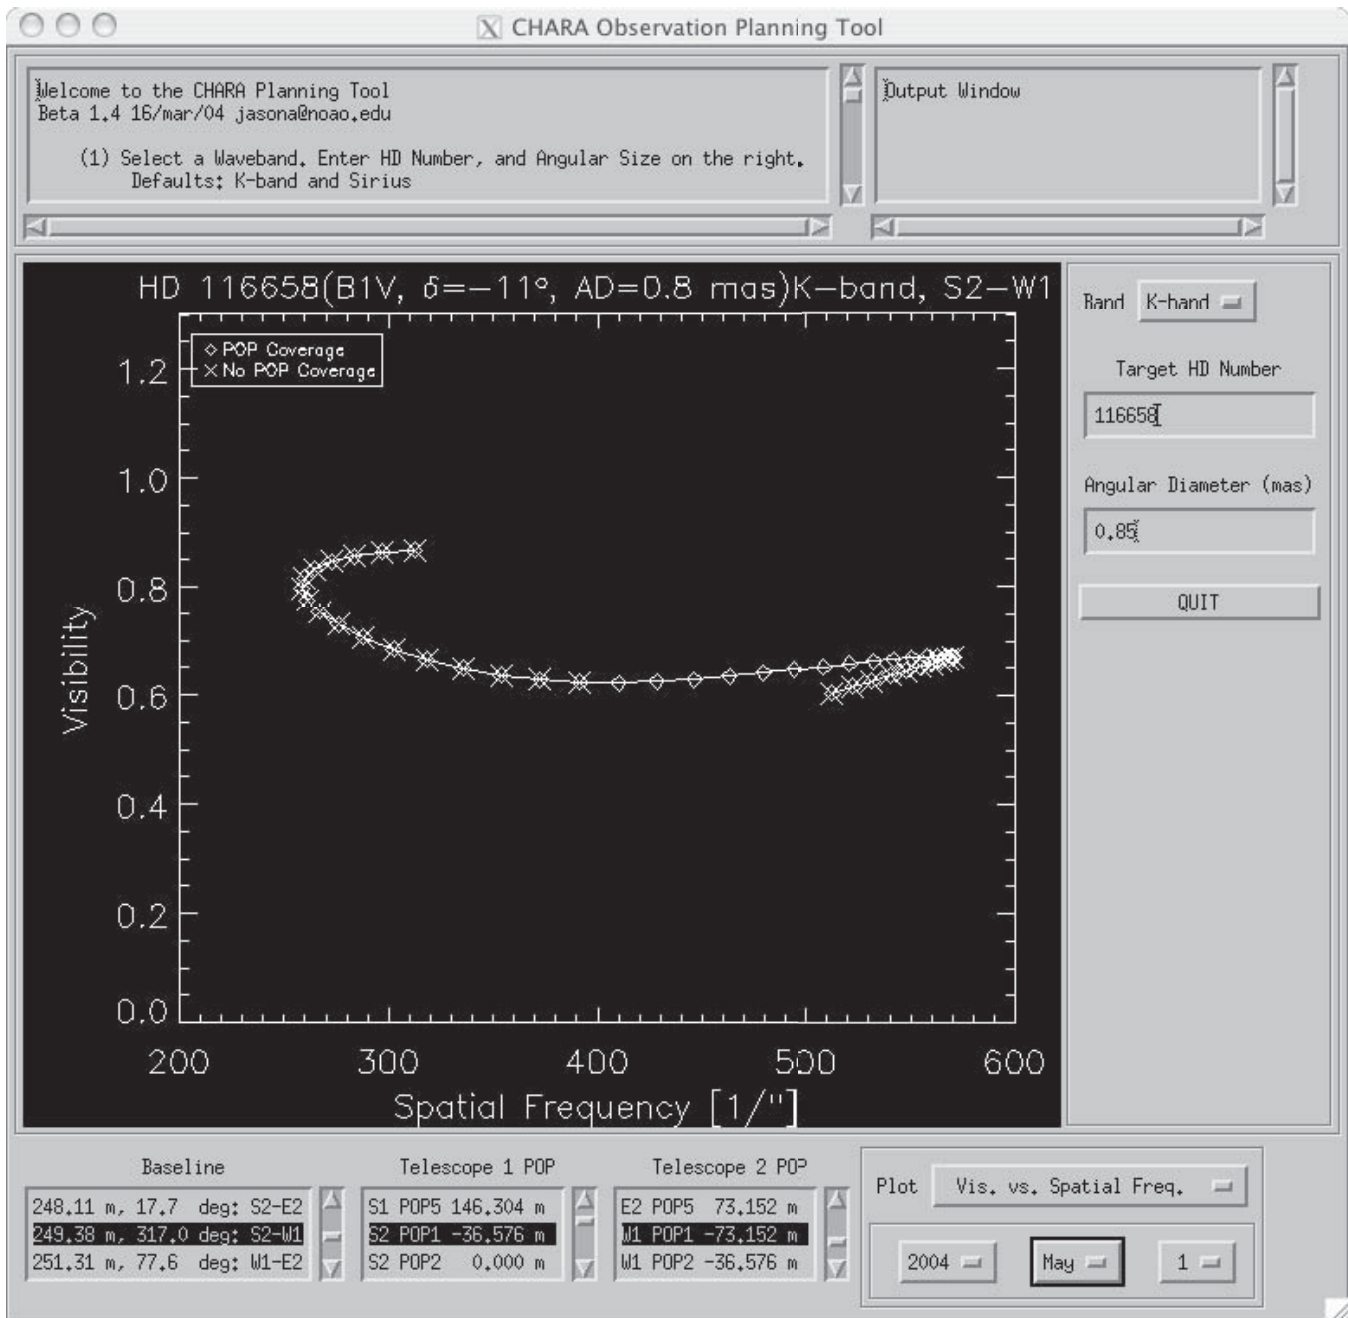 CHARA Observation Planning Tool
Welcome to the CHARA Planning Tool
Beta 1.4 16/mar/04 jasona@noao.edu
(1) Select a Waveband. Enter HD Number, and Angular Size on the right.
Defaults: K-band and Sirius
Output Window
HD 116658(B1V, δ=-11°, AD=0.8 mas)K-band, S2-W1
◇ POP Coverage
× No POP Coverage
1.2
1.0
0.8
0.6
0.4
0.2
0.0
Visibility
200 300 400 500 600
Spatial Frequency [1/"]
Band K-band
Target HD Number
116658
Angular Diameter (mas)
0.85
QUIT
Baseline
248.11 m, 17.7 deg: S2-E2
249.38 m, 317.0 deg: S2-W1
251.31 m, 77.6 deg: W1-E2
Telescope 1 POP
S1 POP5 146.304 m
S2 POP1 -36.576 m
S2 POP2 0.000 m
Telescope 2 POP
E2 POP5 73.152 m
W1 POP1 -73.152 m
W1 POP2 -36.576 m
Plot Vis. vs. Spatial Freq.
2004 May 1